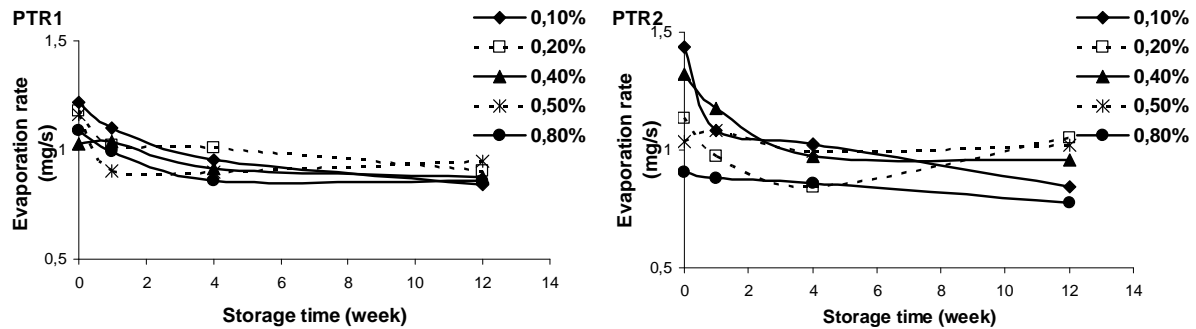 PTR1
0,10%
0,20%
0,40%
0,50%
0,80%
1,5
1
0,5
Evaporation rate
(mg/s)
0 2 4 6 8 10 12 14
Storage time (week)
PTR2
0,10%
0,20%
0,40%
0,50%
0,80%
1,5
1
0,5
Evaporation rate
(mg/s)
0 2 4 6 8 10 12 14
Storage time (week)